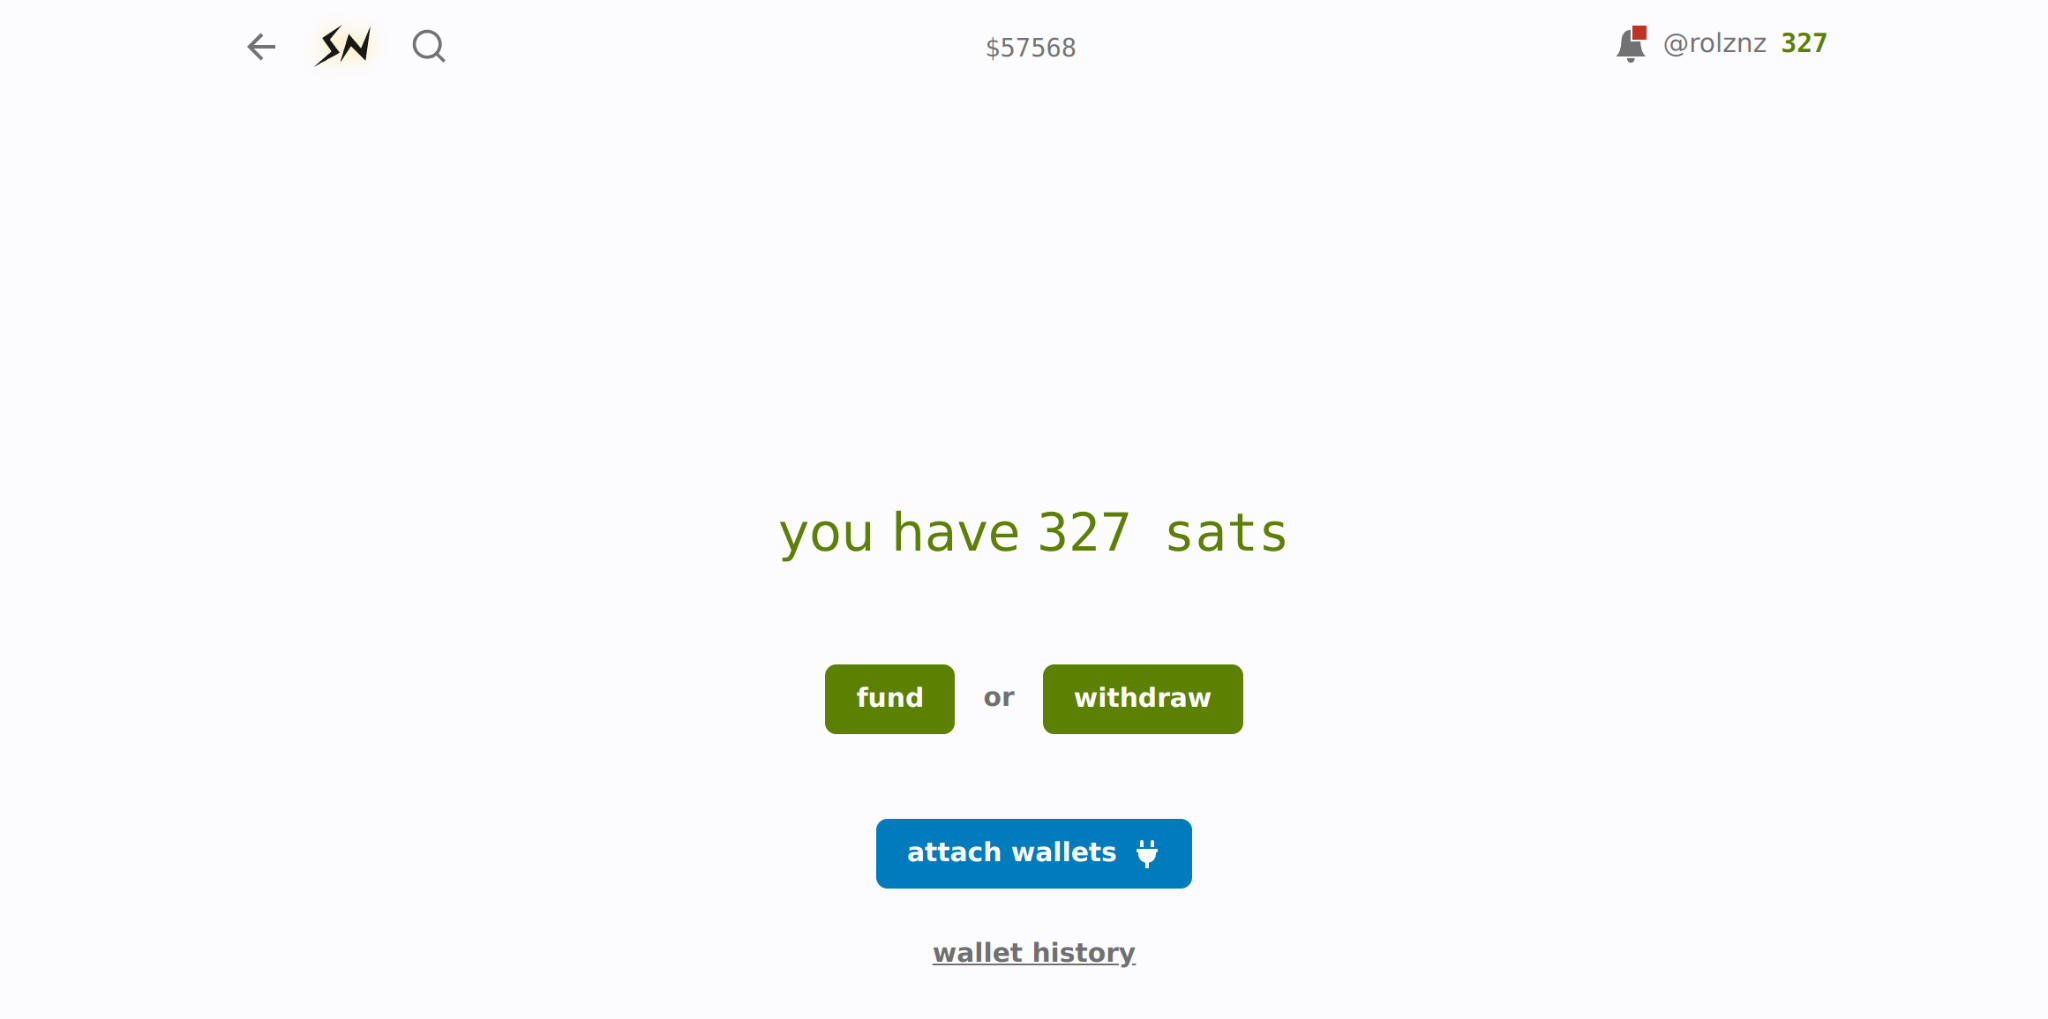 SN
$57568
@rolznz 327
you have 327 sats
fund or withdraw
attach wallets
wallet history